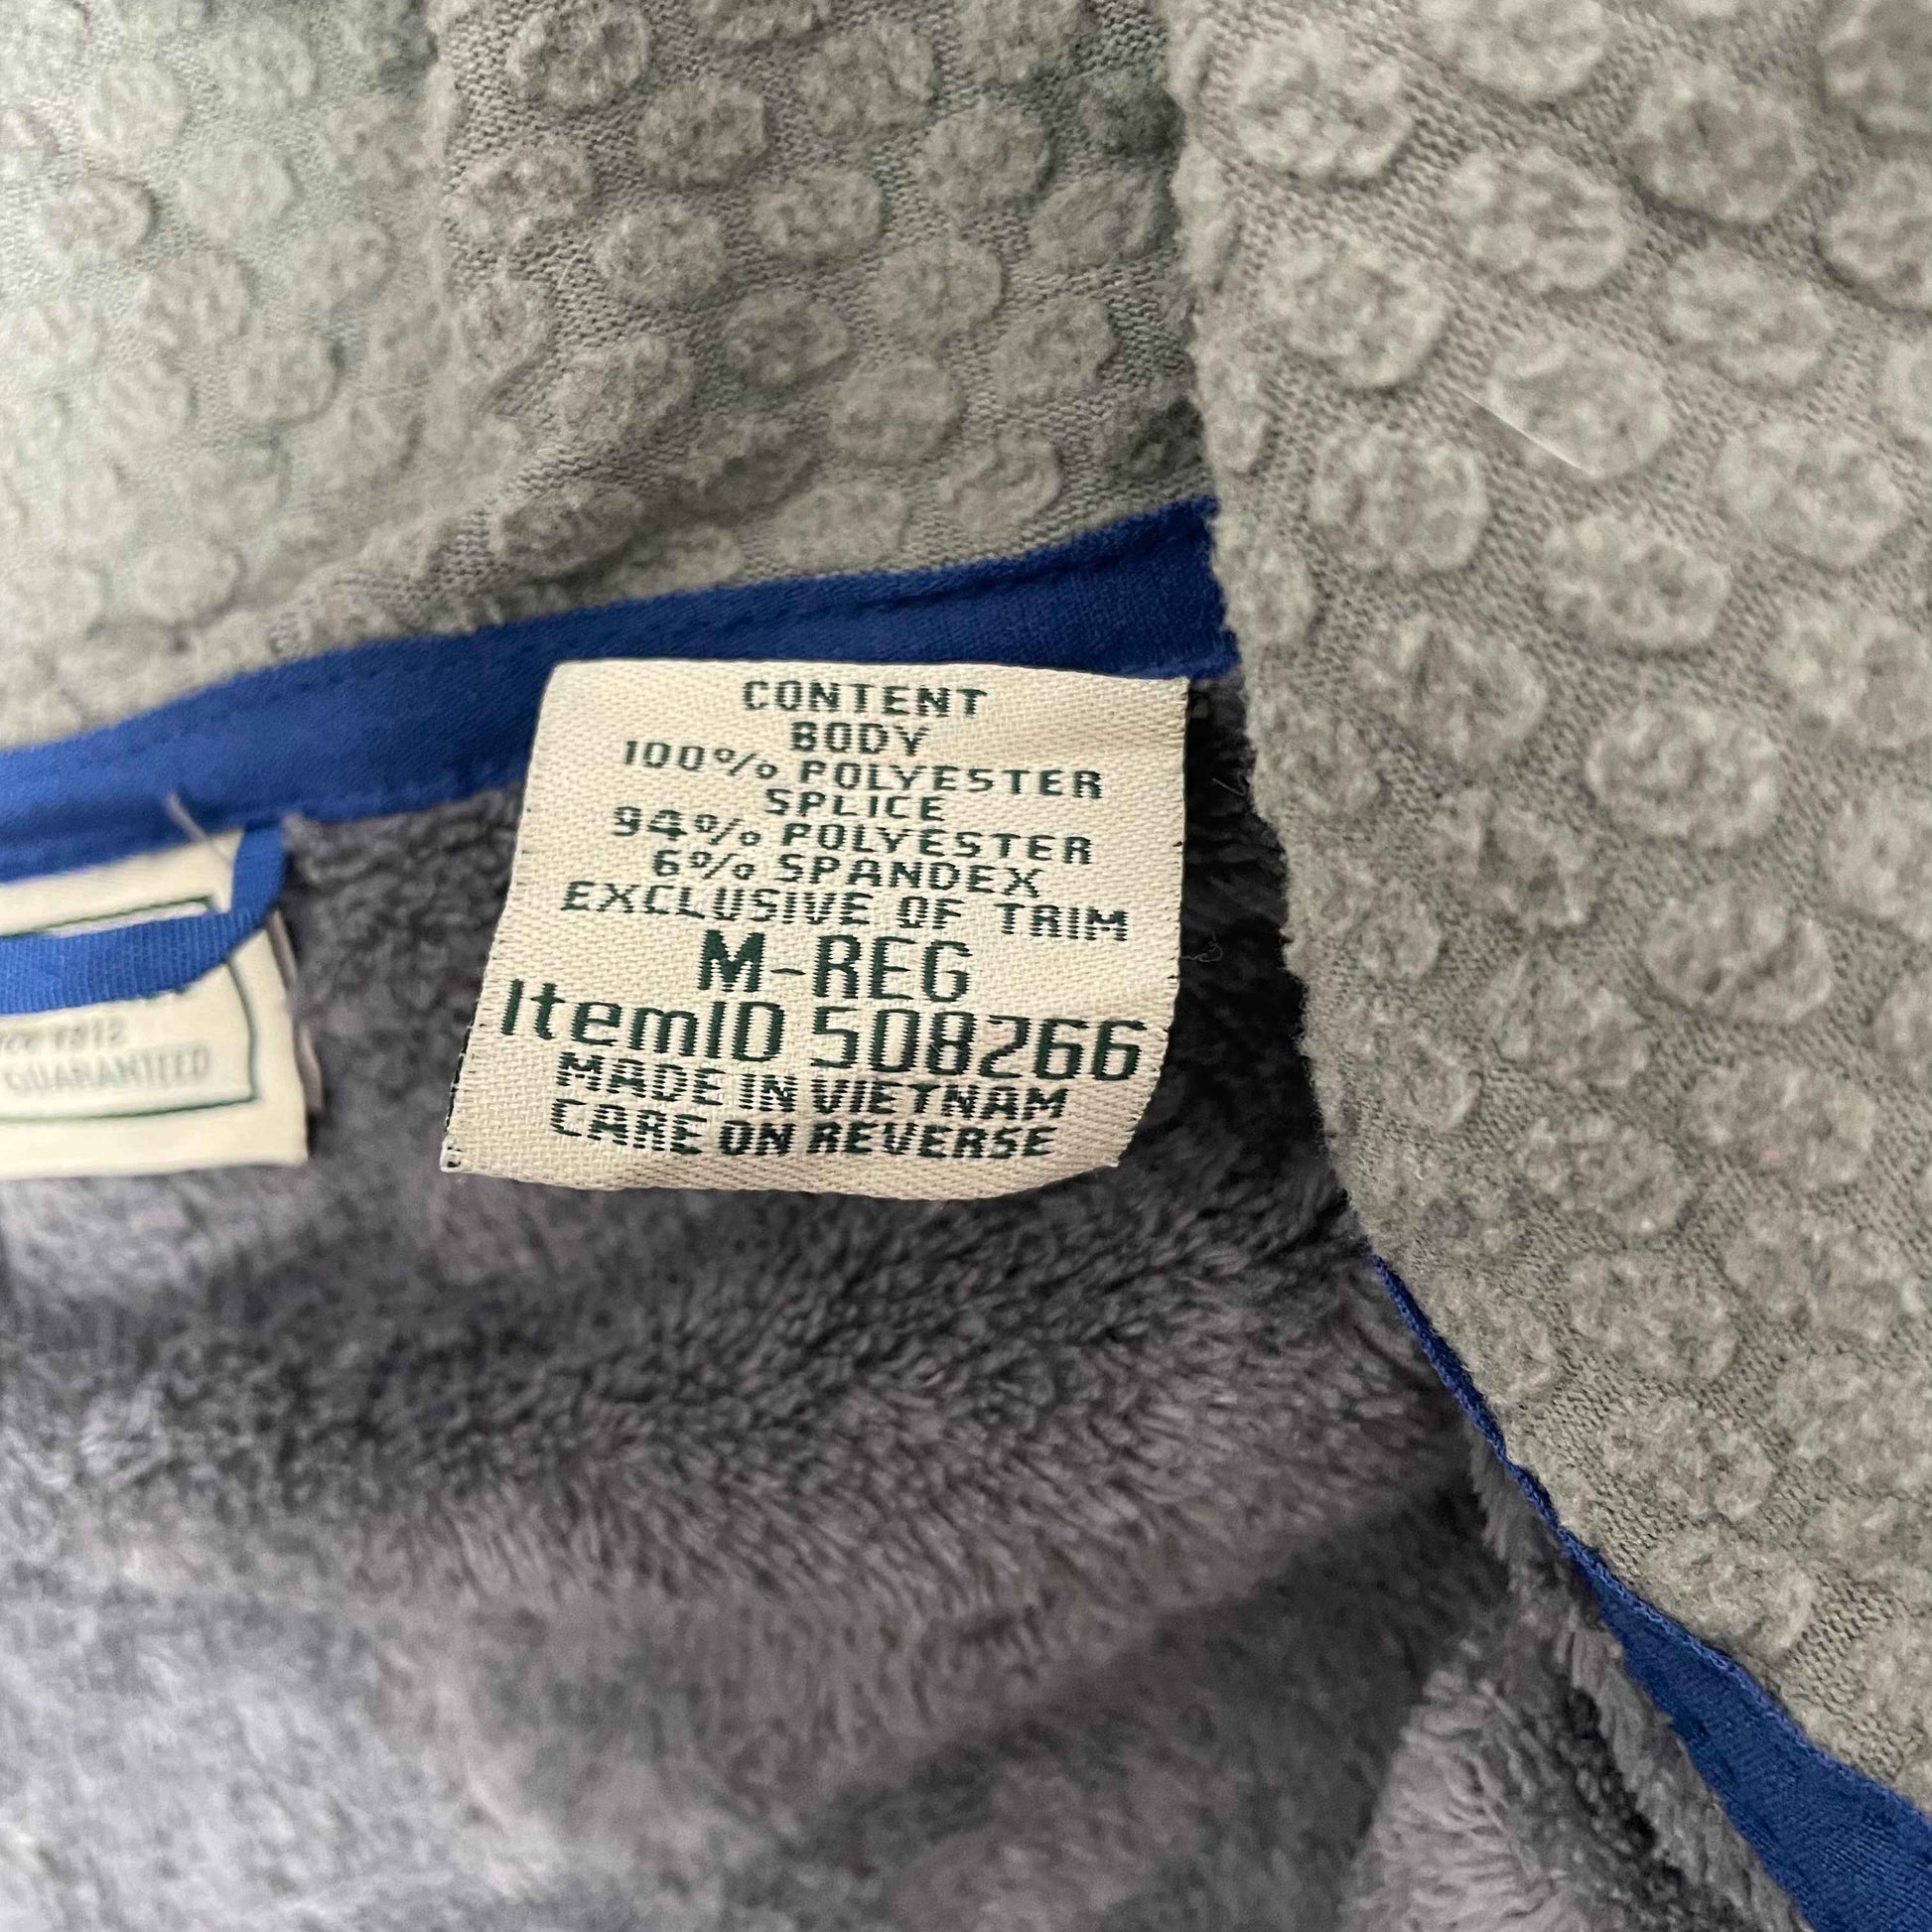 CONTENT
BODY
100% POLYESTER
SPLICE
94% POLYESTER
6% SPANDEX
EXCLUSIVE OF TRIM
M-REG
ItemID 508266
MADE IN VIETNAM
CARE ON REVERSE
1912
GUARANTEED